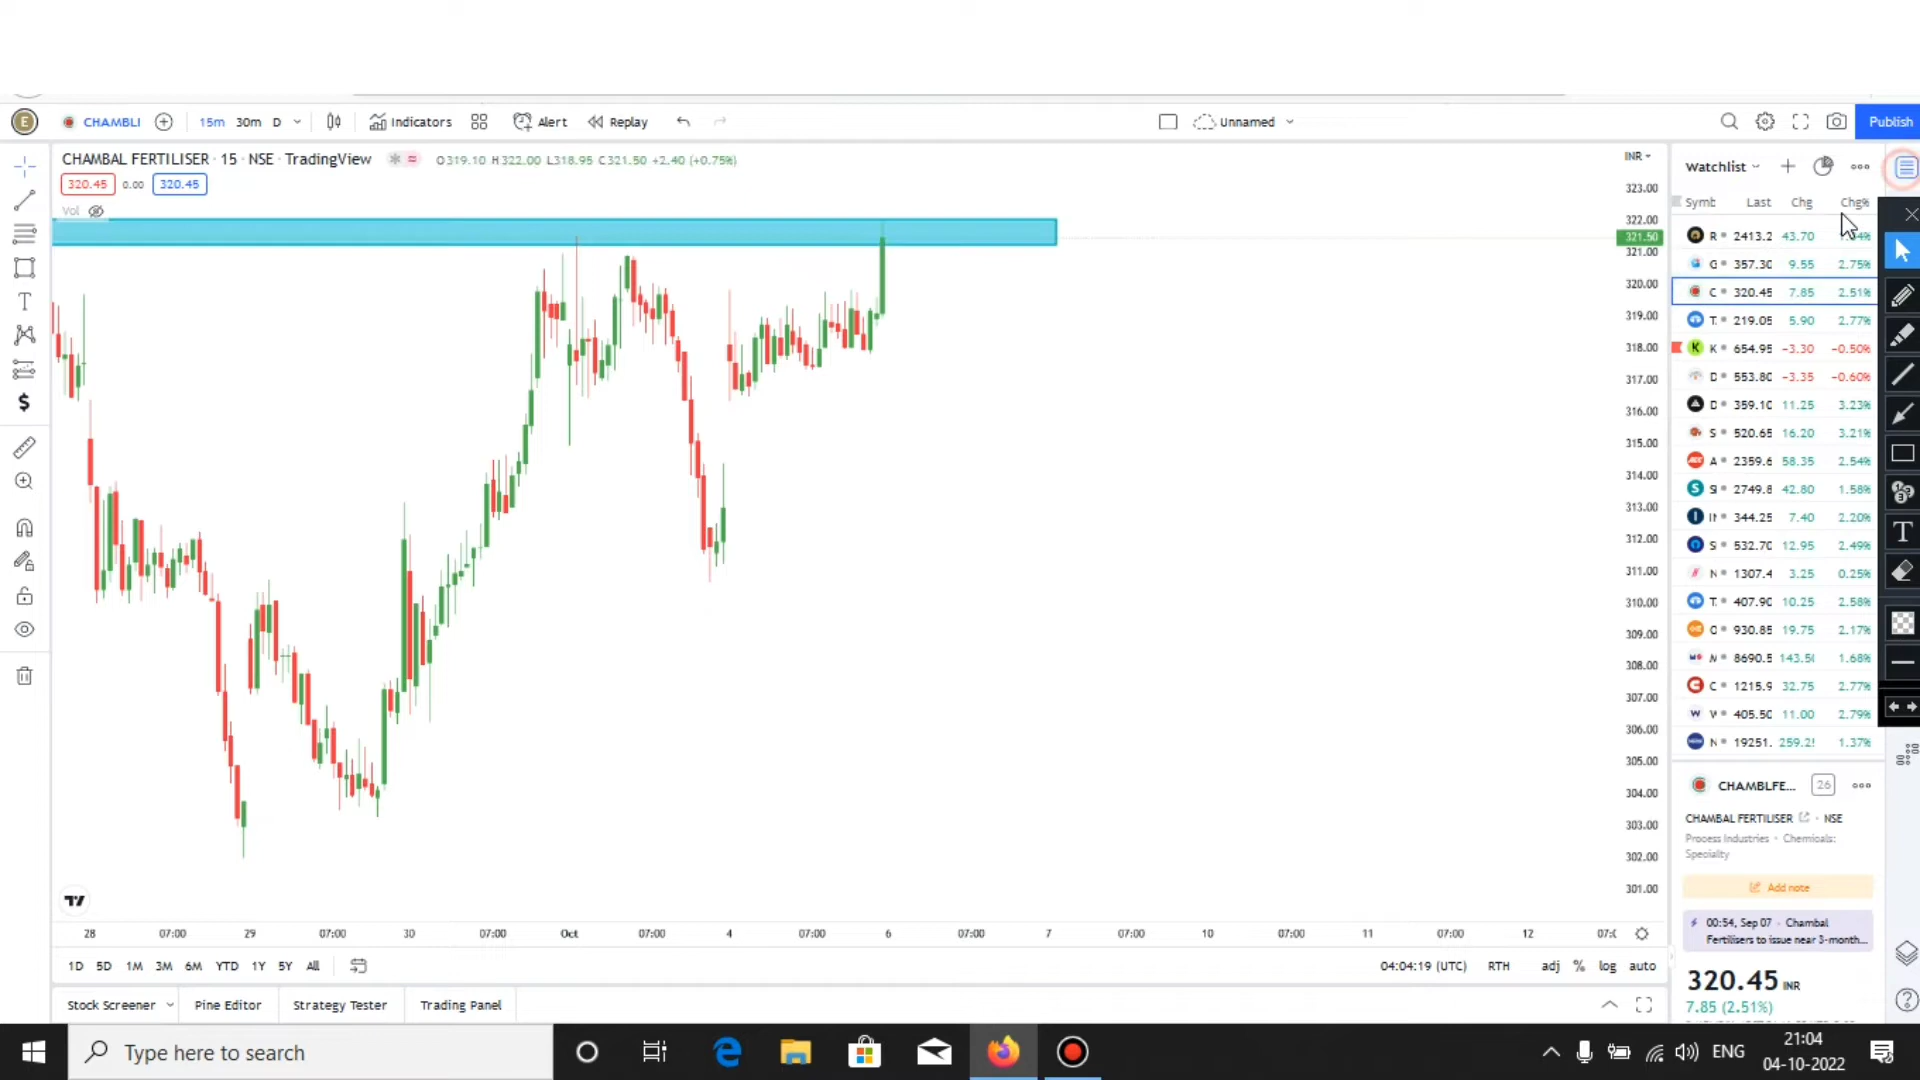 E CHAMBLI 15m 30m D Indicators Alert Replay Unnamed Publish
CHAMBAL FERTILISER · 15 · NSE · TradingView O319.10 H322.00 L318.95 C321.50 +2.40 (+0.75%)
320.45 0.00 320.45
Vol
INR
323.00
322.00
321.50
321.00
320.00
319.00
318.00
317.00
316.00
315.00
314.00
313.00
312.00
311.00
310.00
309.00
308.00
307.00
306.00
305.00
304.00
303.00
302.00
301.00
28 07:00 29 07:00 30 07:00 Oct 07:00 4 07:00 6 07:00 7 07:00 10 07:00 11 07:00 12
1D 5D 1M 3M 6M YTD 1Y 5Y All 04:04:19 (UTC) RTH adj % log auto
Stock Screener Pine Editor Strategy Tester Trading Panel
Watchlist
Symb Last Chg Chg%
R 2413.2 43.70
G 357.30 9.55 2.75%
C 320.45 7.85 2.51%
T. 219.05 5.90 2.77%
K K 654.95 −3.30 −0.50%
D 553.80 −3.35 −0.60%
D 359.10 11.25 3.23%
S 520.65 16.20 3.21%
A 2359.6 58.35 2.54%
S 2749.8 42.80 1.58%
344.25 7.40 2.20%
S 532.70 12.95 2.49%
N 1307.4 3.25 0.25%
T. 407.90 10.25 2.58%
930.85 19.75 2.17%
8690.5 143.50 1.68%
C 1215.9 32.75 2.77%
W 405.50 11.00 2.79%
N 19251. 259.2 1.37%
CHAMBLFE... 26
CHAMBAL FERTILISER · NSE
Process Industries · Chemicals:
Specialty
Add note
00:54, Sep 07 · Chambal
Fertilisers to issue near 3-month...
320.45 INR
7.85 (2.51%)
Type here to search
ENG
21:04
04-10-2022